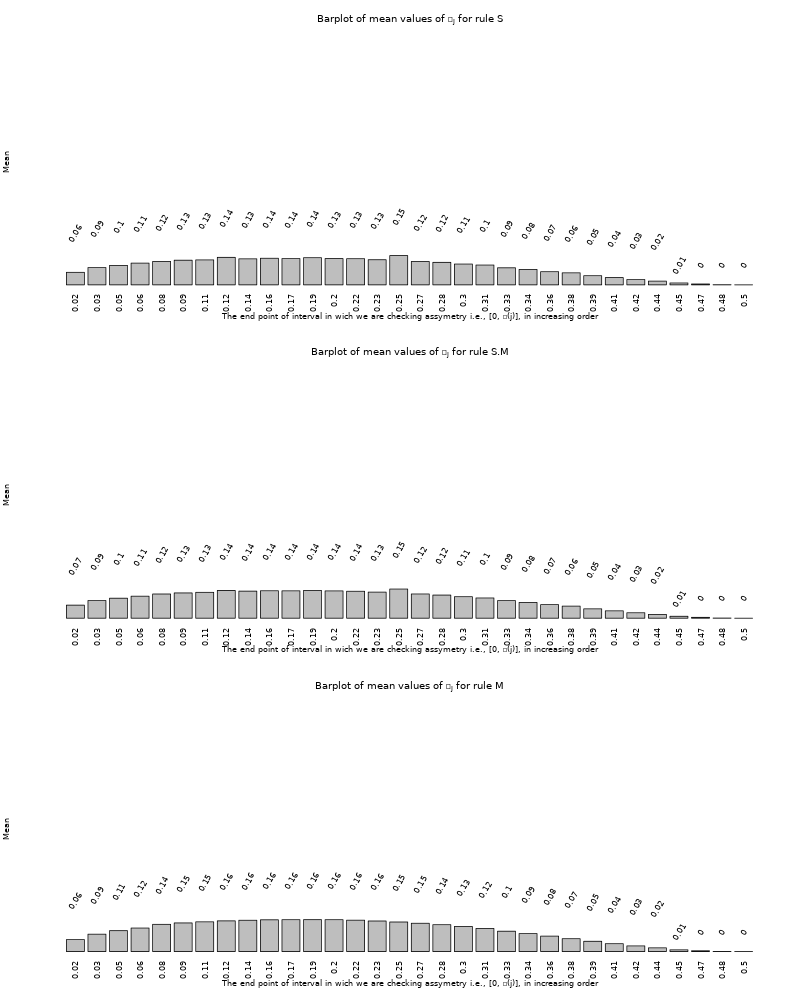 Barplot of mean values of □j for rule S
Mean
0.06 0.09 0.1 0.11 0.12 0.13 0.13 0.14 0.13 0.14 0.14 0.14 0.13 0.13 0.13 0.15 0.12 0.12 0.11 0.1 0.09 0.08 0.07 0.06 0.05 0.04 0.03 0.02 0.01 0 0 0
0.02 0.03 0.05 0.06 0.08 0.09 0.11 0.12 0.14 0.16 0.17 0.19 0.2 0.22 0.23 0.25 0.27 0.28 0.3 0.31 0.33 0.34 0.36 0.38 0.39 0.41 0.42 0.44 0.45 0.47 0.48 0.5
The end point of interval in wich we are checking assymetry i.e., [0, □(j)], in increasing order
Barplot of mean values of □j for rule S.M
Mean
0.07 0.09 0.1 0.11 0.12 0.13 0.13 0.14 0.14 0.14 0.14 0.14 0.14 0.14 0.13 0.15 0.12 0.12 0.11 0.1 0.09 0.08 0.07 0.06 0.05 0.04 0.03 0.02 0.01 0 0 0
0.02 0.03 0.05 0.06 0.08 0.09 0.11 0.12 0.14 0.16 0.17 0.19 0.2 0.22 0.23 0.25 0.27 0.28 0.3 0.31 0.33 0.34 0.36 0.38 0.39 0.41 0.42 0.44 0.45 0.47 0.48 0.5
The end point of interval in wich we are checking assymetry i.e., [0, □(j)], in increasing order
Barplot of mean values of □j for rule M
Mean
0.06 0.09 0.11 0.12 0.14 0.15 0.15 0.16 0.16 0.16 0.16 0.16 0.16 0.16 0.16 0.15 0.15 0.14 0.13 0.12 0.1 0.09 0.08 0.07 0.05 0.04 0.03 0.02 0.01 0 0 0
0.02 0.03 0.05 0.06 0.08 0.09 0.11 0.12 0.14 0.16 0.17 0.19 0.2 0.22 0.23 0.25 0.27 0.28 0.3 0.31 0.33 0.34 0.36 0.38 0.39 0.41 0.42 0.44 0.45 0.47 0.48 0.5
The end point of interval in wich we are checking assymetry i.e., [0, □(j)], in increasing order